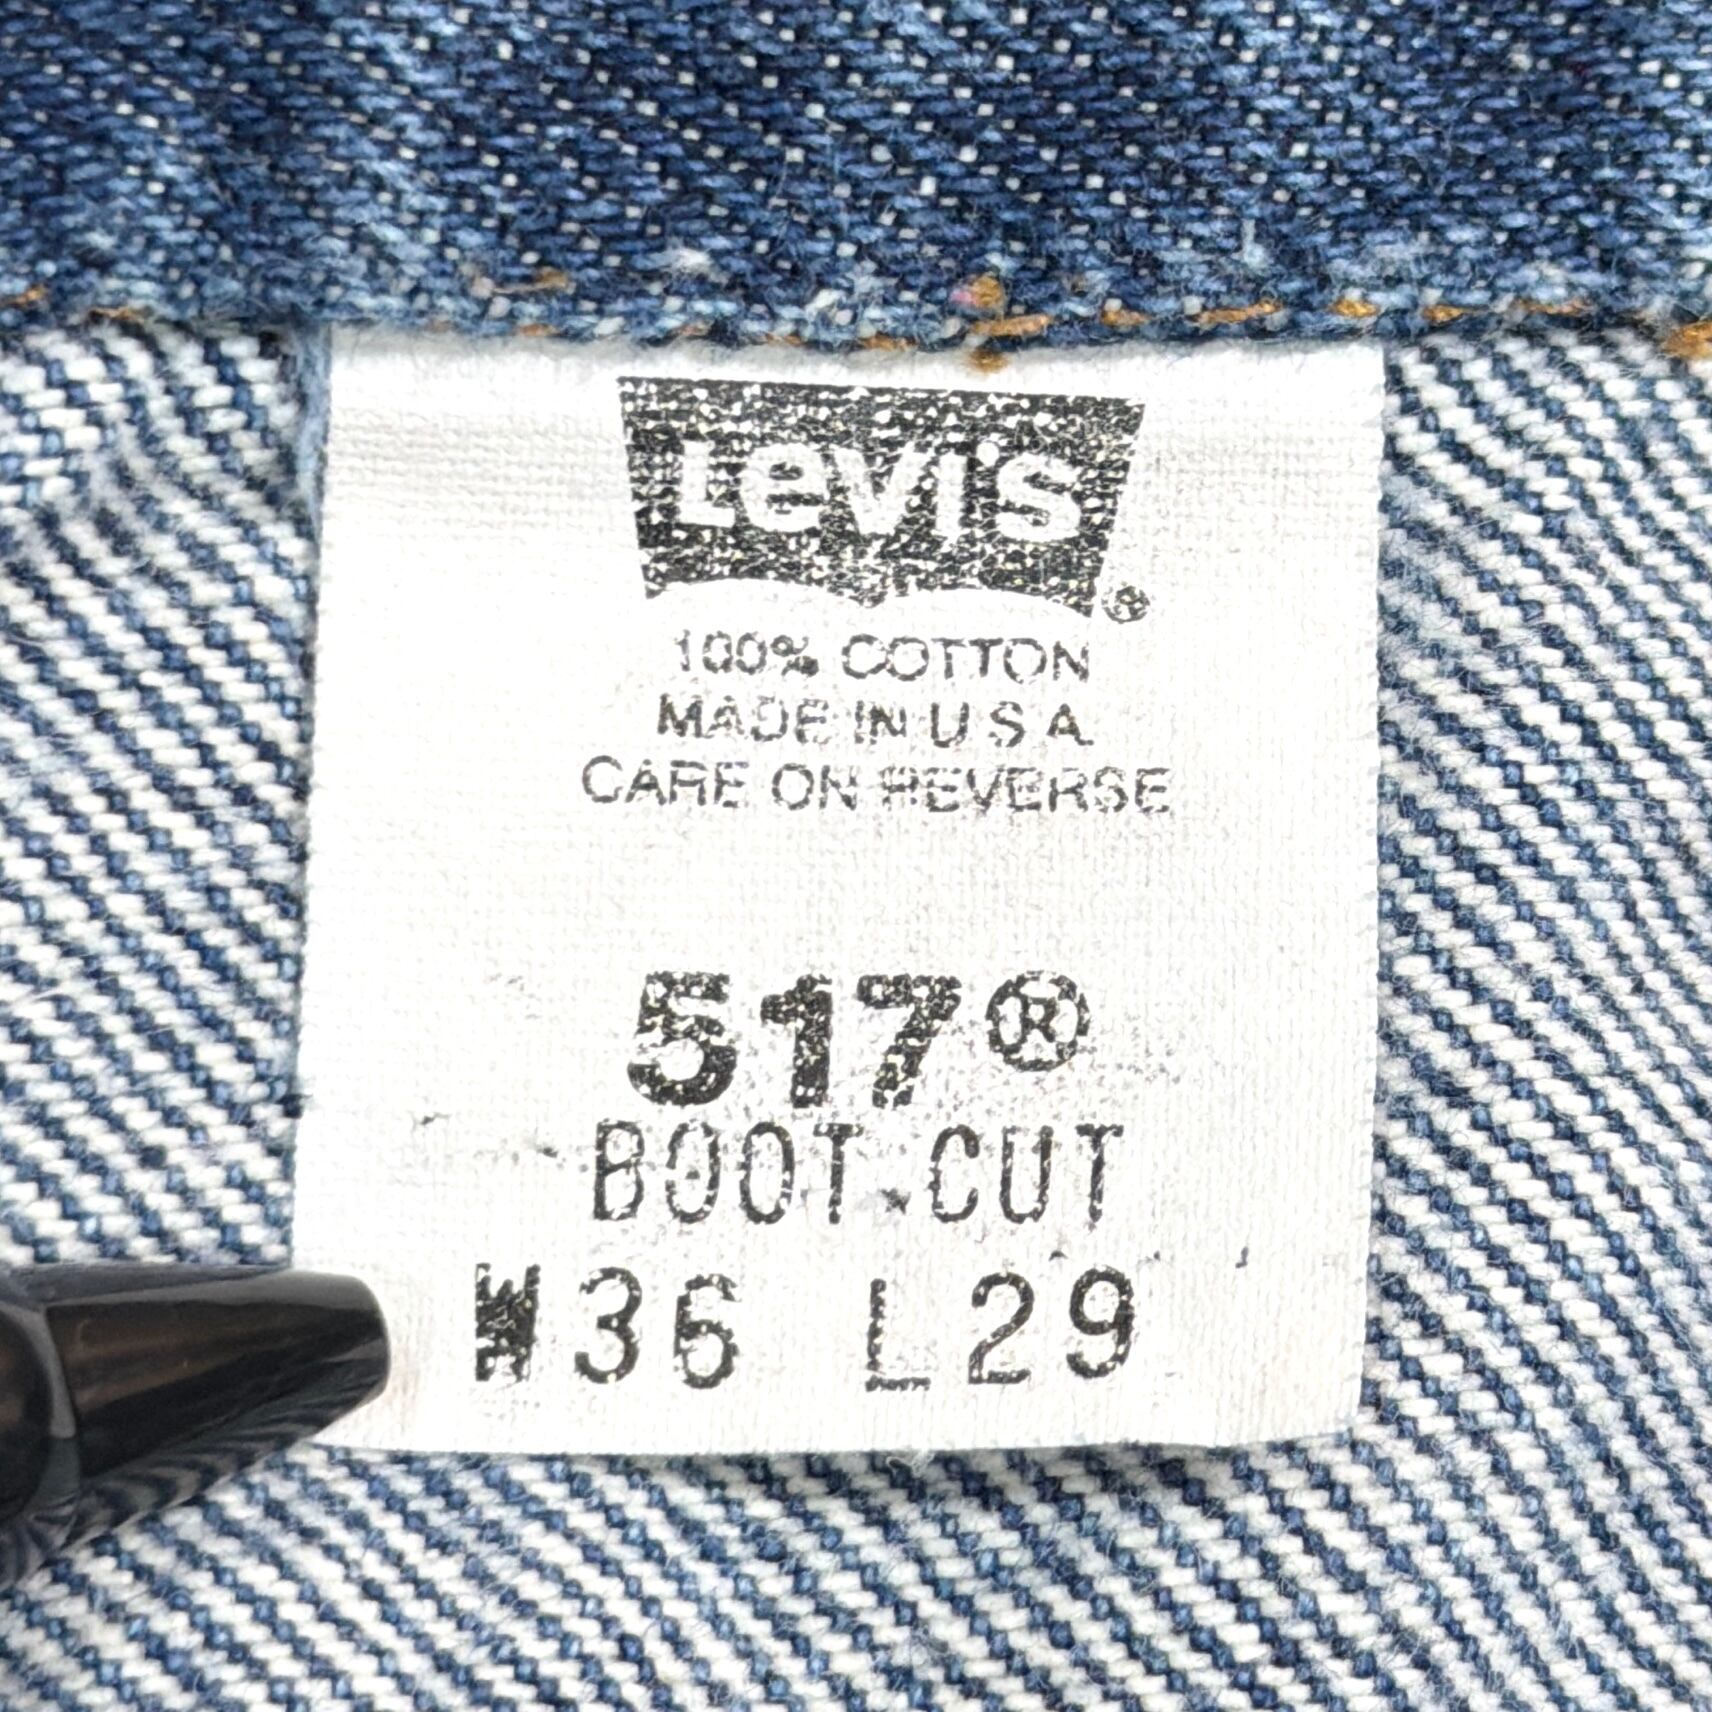 Levi's®
100% COTTON
MADE IN U.S.A.
CARE ON REVERSE
517®
BOOT CUT
W36 L29